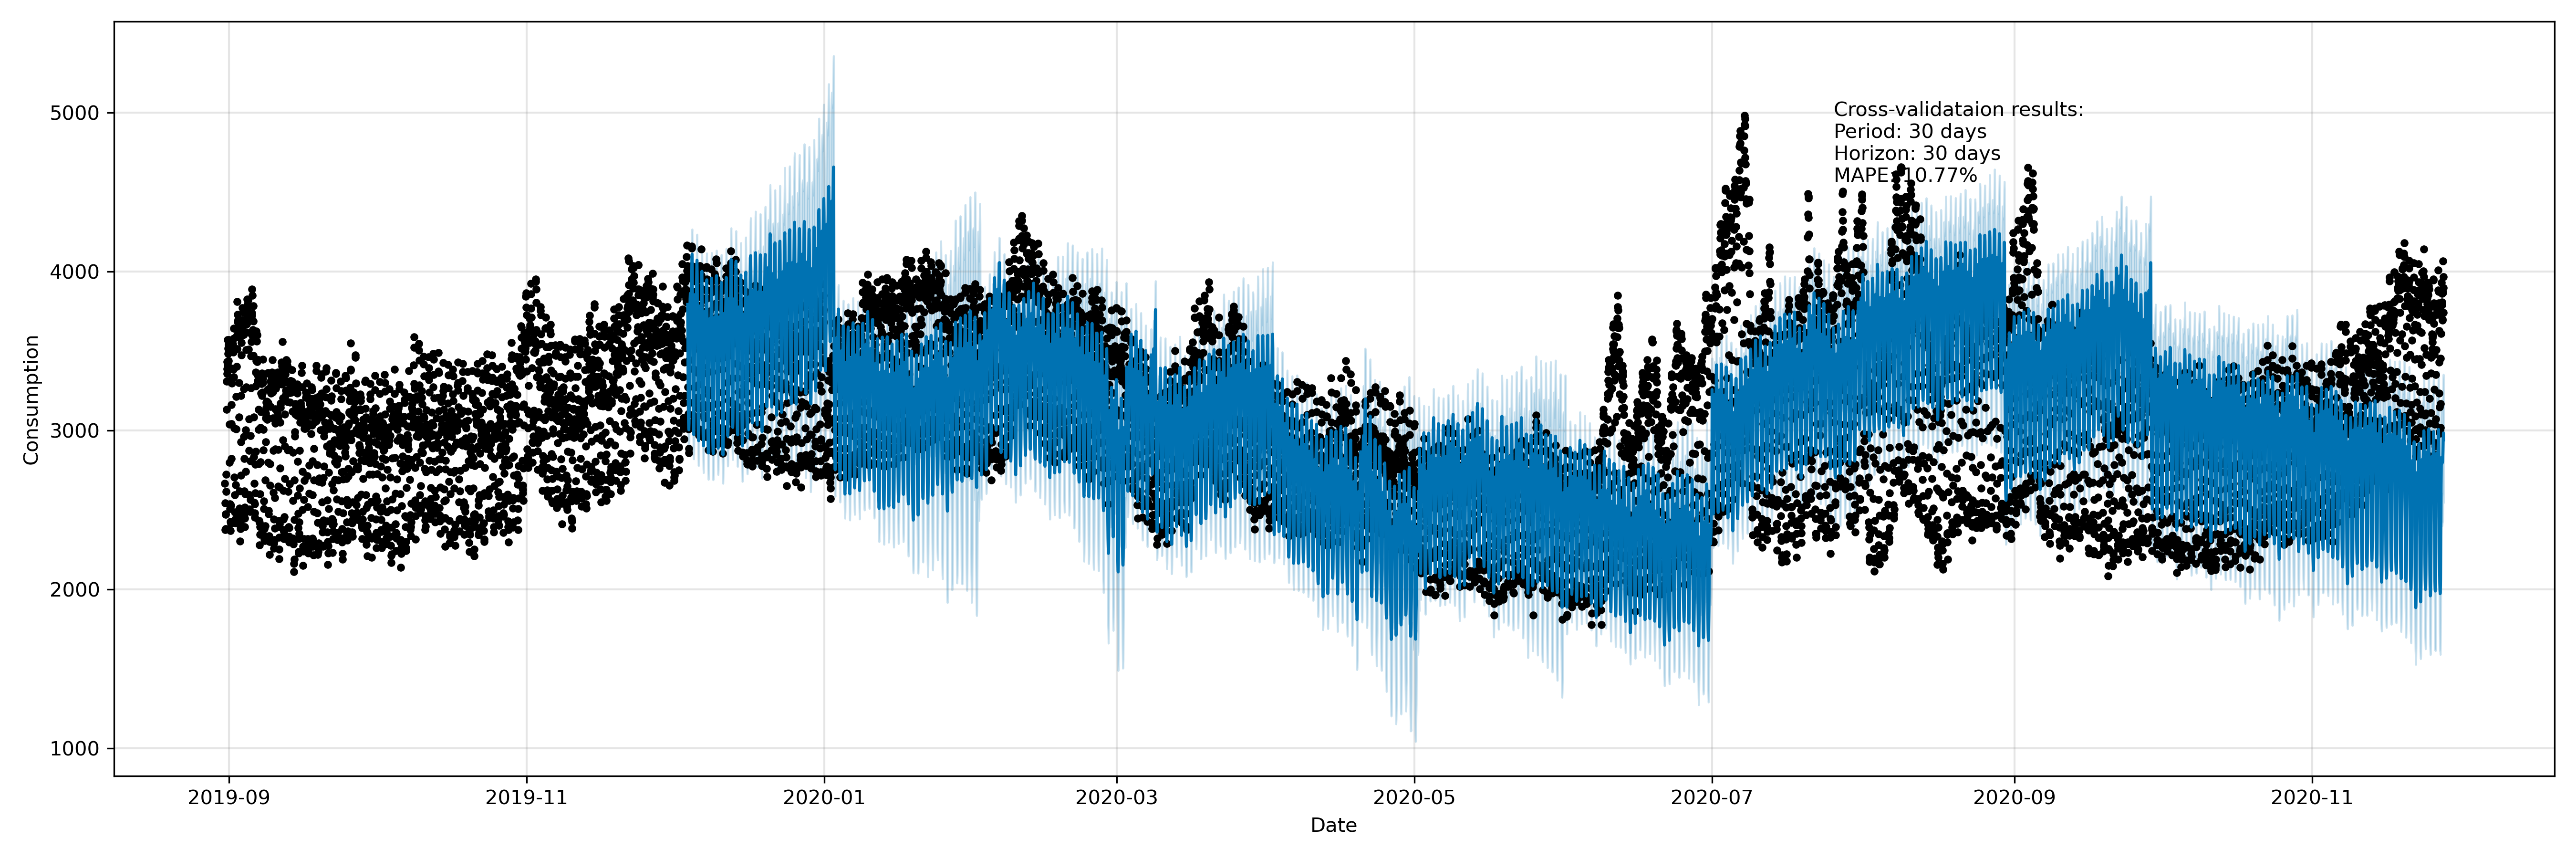 Cross-validataion results:
Period: 30 days
Horizon: 30 days
MAPE: 10.77%
5000
4000
3000
2000
1000
Consumption
2019-09 2019-11 2020-01 2020-03 2020-05 2020-07 2020-09 2020-11
Date